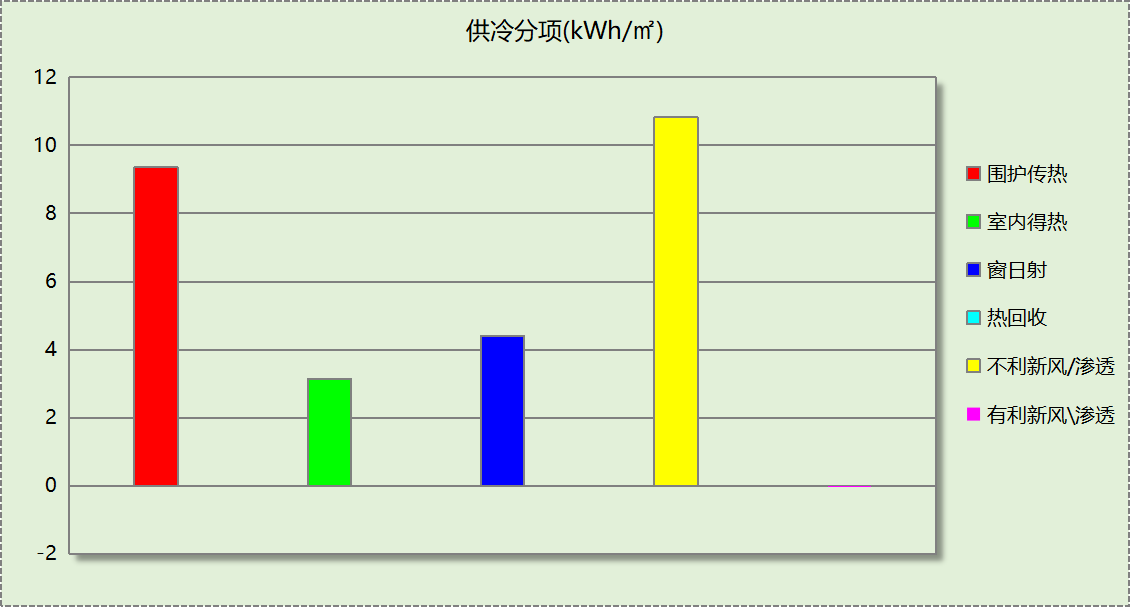 供冷分项(kWh/㎡)
12
10
8
6
4
2
0
-2
围护传热
室内得热
窗日射
热回收
不利新风/渗透
有利新风\渗透